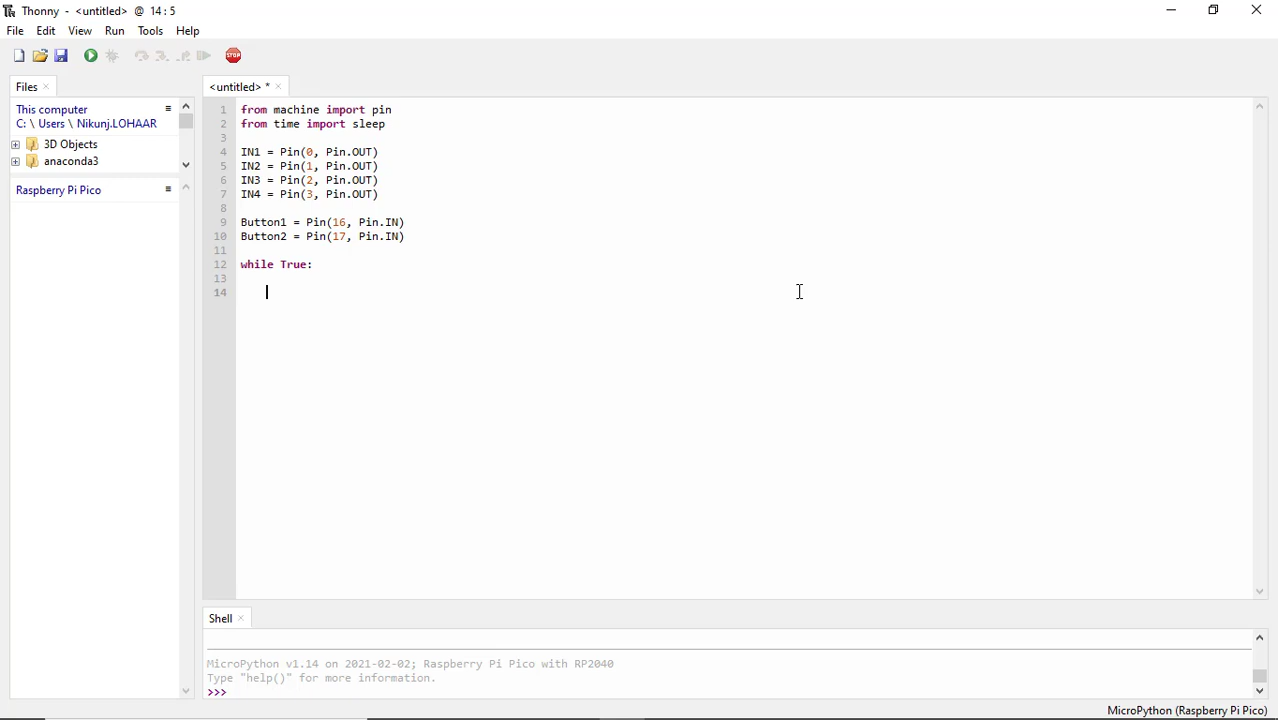 Thonny - <untitled> @ 14:5
File Edit View Run Tools Help
STOP
Files
<untitled> *
This computer
C: \ Users \ Nikunj.LOHAAR
3D Objects
anaconda3
Raspberry Pi Pico
1 from machine import pin
2 from time import sleep
3
4 IN1 = Pin(0, Pin.OUT)
5 IN2 = Pin(1, Pin.OUT)
6 IN3 = Pin(2, Pin.OUT)
7 IN4 = Pin(3, Pin.OUT)
8
9 Button1 = Pin(16, Pin.IN)
10 Button2 = Pin(17, Pin.IN)
11
12 while True:
13
14
Shell
MicroPython v1.14 on 2021-02-02; Raspberry Pi Pico with RP2040
Type "help()" for more information.
>>>
MicroPython (Raspberry Pi Pico)